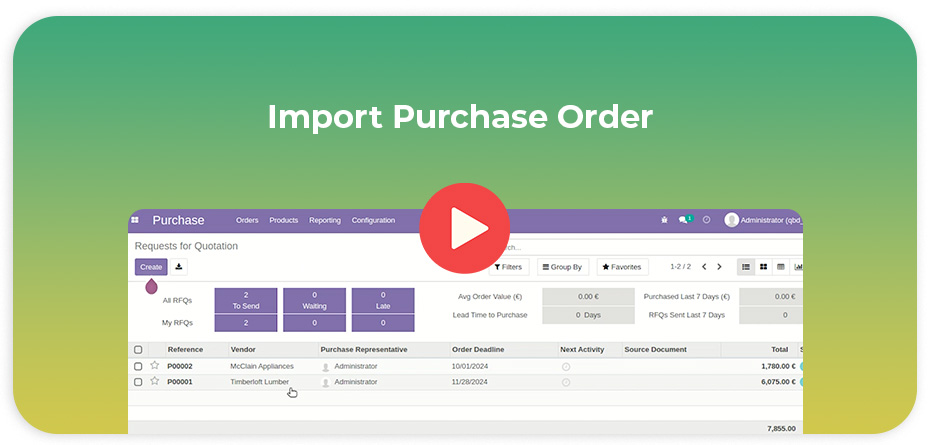 Import Purchase Order
Purchase Orders Products Reporting Configuration 1 Administrator (qbd_
Requests for Quotation
Create Filters Group By Favorites 1-2 / 2
All RFQs 2 To Send 0 Waiting 0 Late
My RFQs 2 0 0
Avg Order Value (€) 0.00 € Purchased Last 7 Days (€) 0.00 €
Lead Time to Purchase 0 Days RFQs Sent Last 7 Days 0
Reference Vendor Purchase Representative Order Deadline Next Activity Source Document Total
P00002 McClain Appliances Administrator 10/01/2024 1,780.00 €
P00001 Timberloft Lumber Administrator 11/28/2024 6,075.00 €
7,855.00